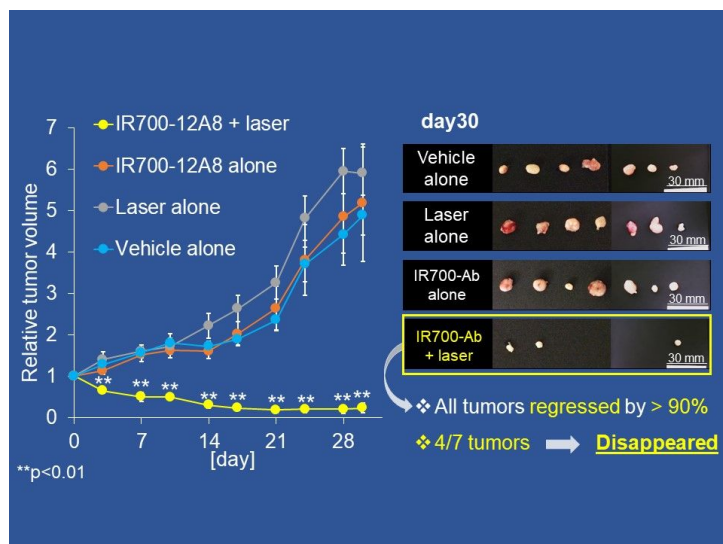 7
6
5
4
3
2
1
0
Relative tumor volume
IR700-12A8 + laser
IR700-12A8 alone
Laser alone
Vehicle alone
** ** ** ** ** ** ** ** **
0 7 14 21 28
[day]
**p<0.01
day30
Vehicle
alone
30 mm
Laser
alone
30 mm
IR700-Ab
alone
30 mm
IR700-Ab
+ laser
30 mm
❖ All tumors regressed by > 90%
❖ 4/7 tumors Disappeared